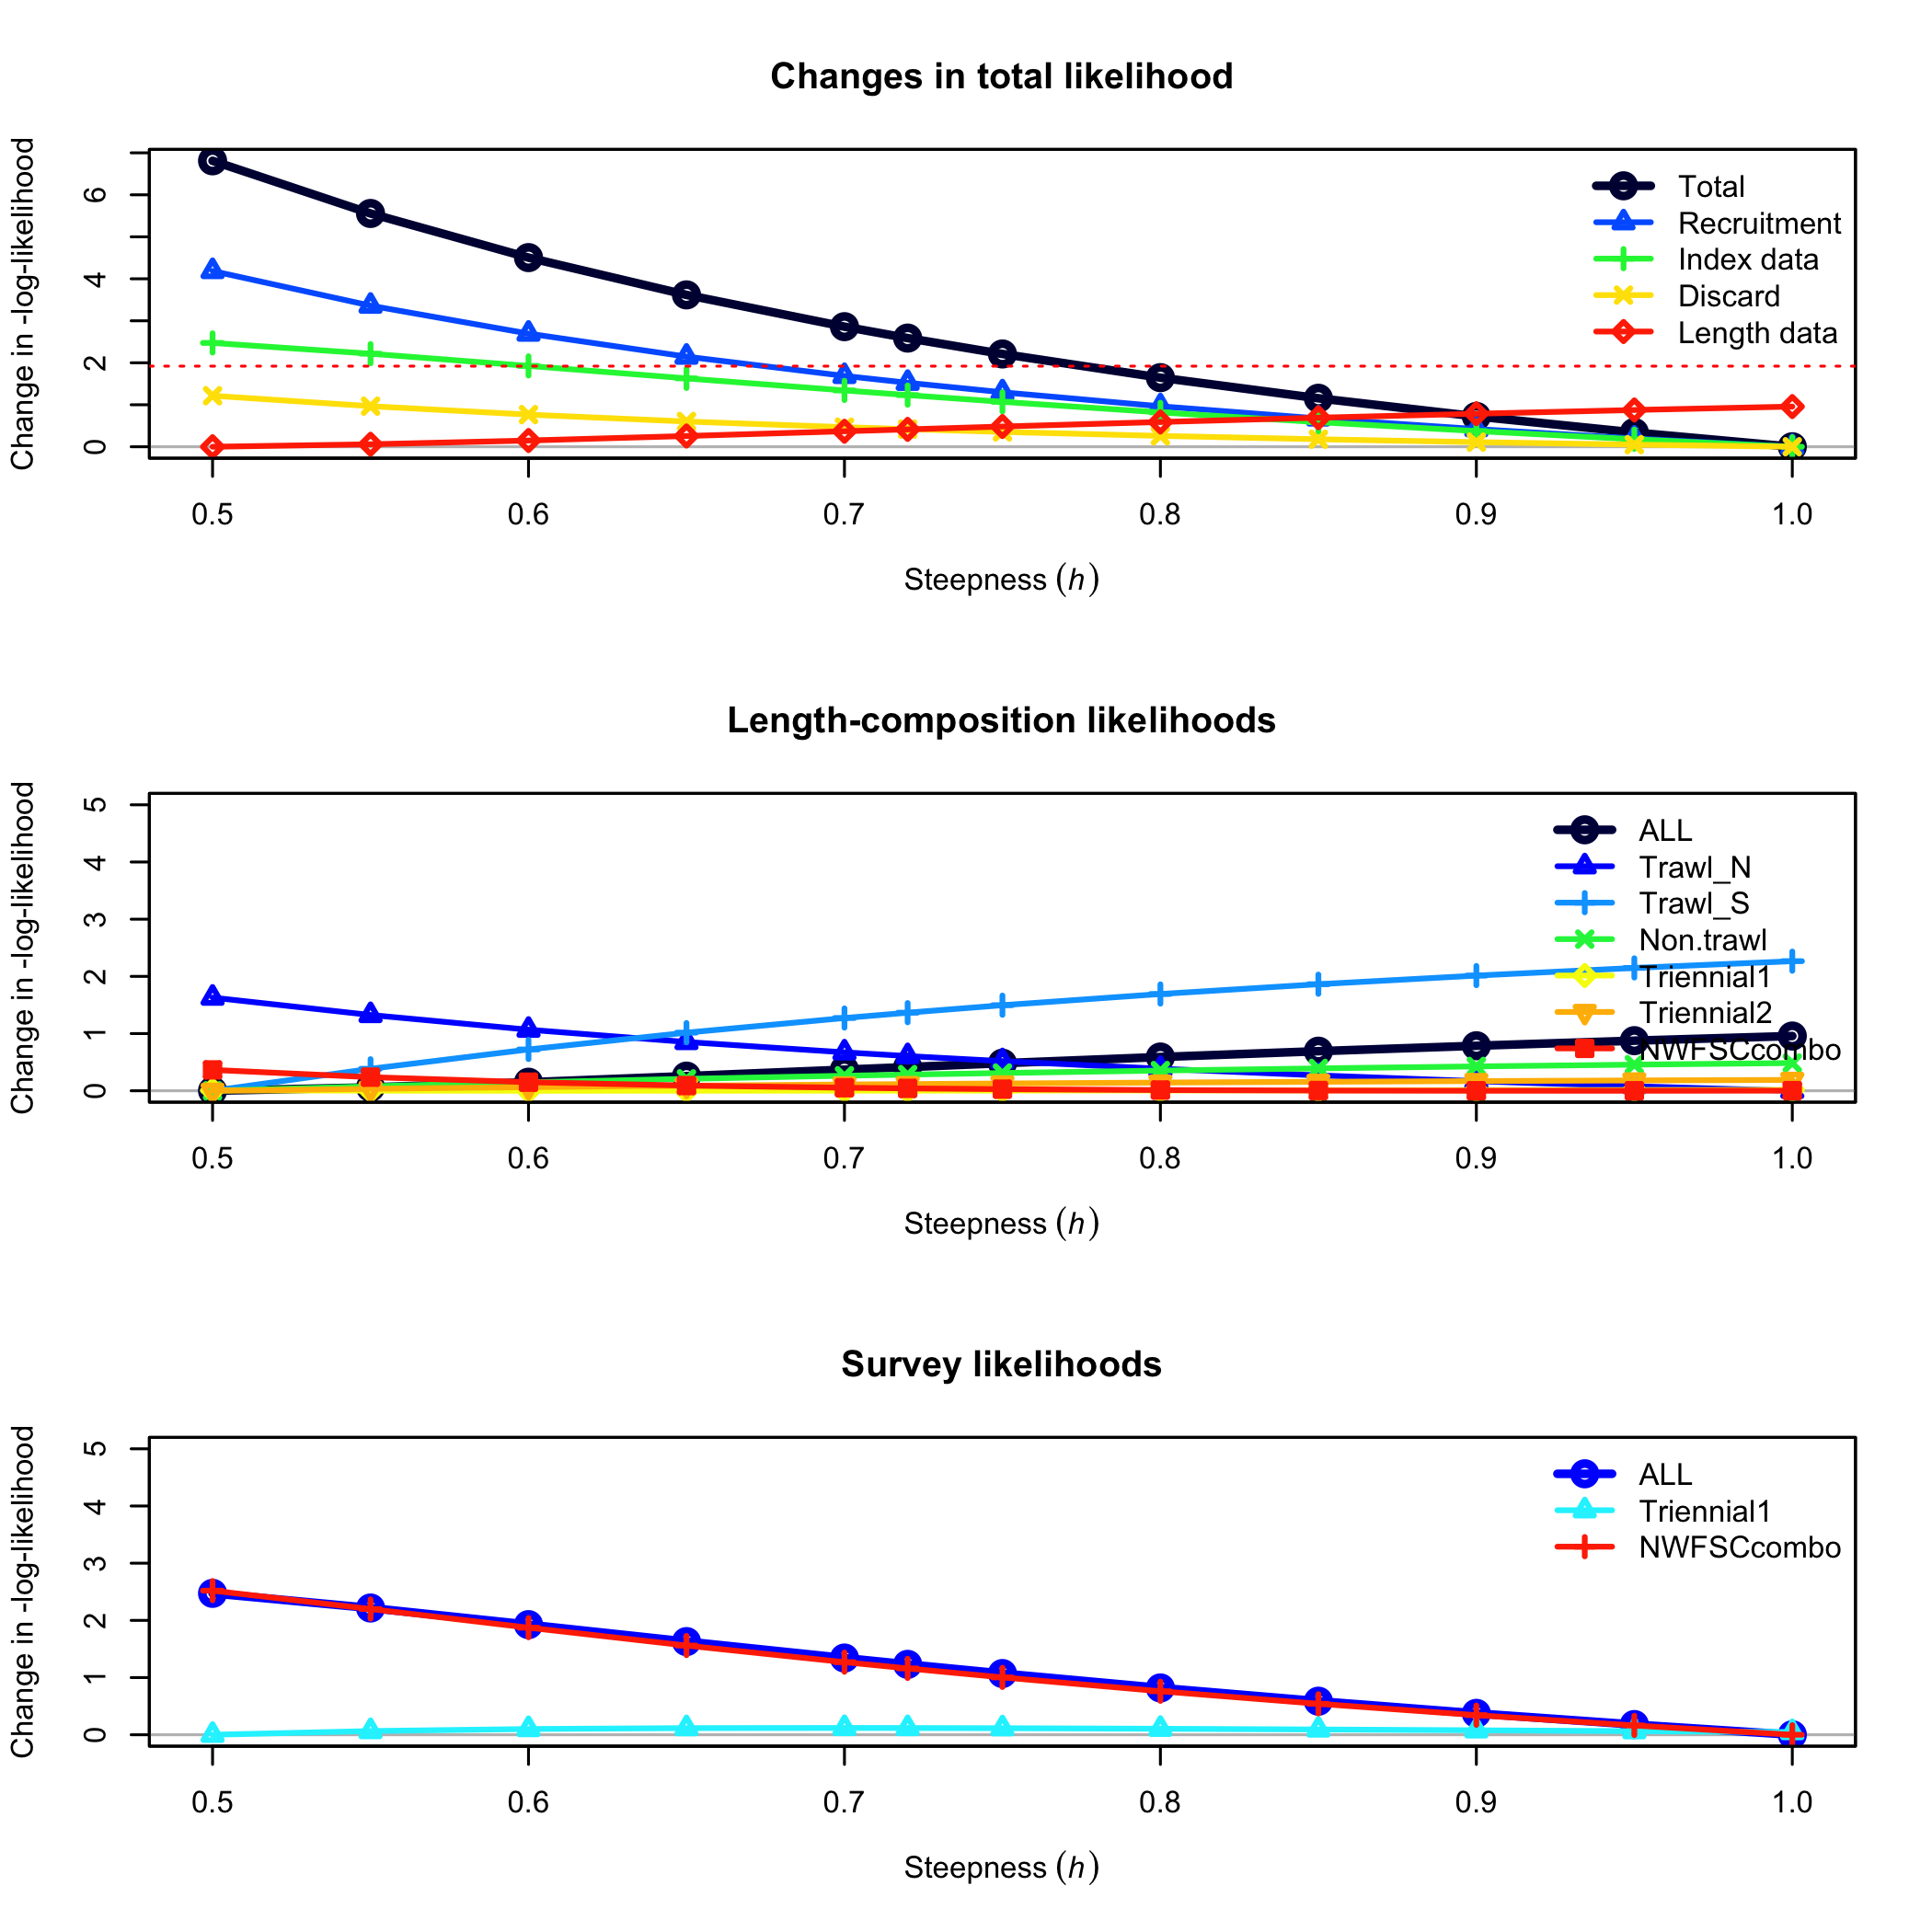 Changes in total likelihood
Change in -log-likelihood
0
2
4
6
Total
Recruitment
Index data
Discard
Length data
0.5 0.6 0.7 0.8 0.9 1.0
Steepness (h)
Length-composition likelihoods
Change in -log-likelihood
0
1
2
3
4
5
ALL
Trawl_N
Trawl_S
Non.trawl
Triennial1
Triennial2
NWFSCcombo
0.5 0.6 0.7 0.8 0.9 1.0
Steepness (h)
Survey likelihoods
Change in -log-likelihood
0
1
2
3
4
5
ALL
Triennial1
NWFSCcombo
0.5 0.6 0.7 0.8 0.9 1.0
Steepness (h)